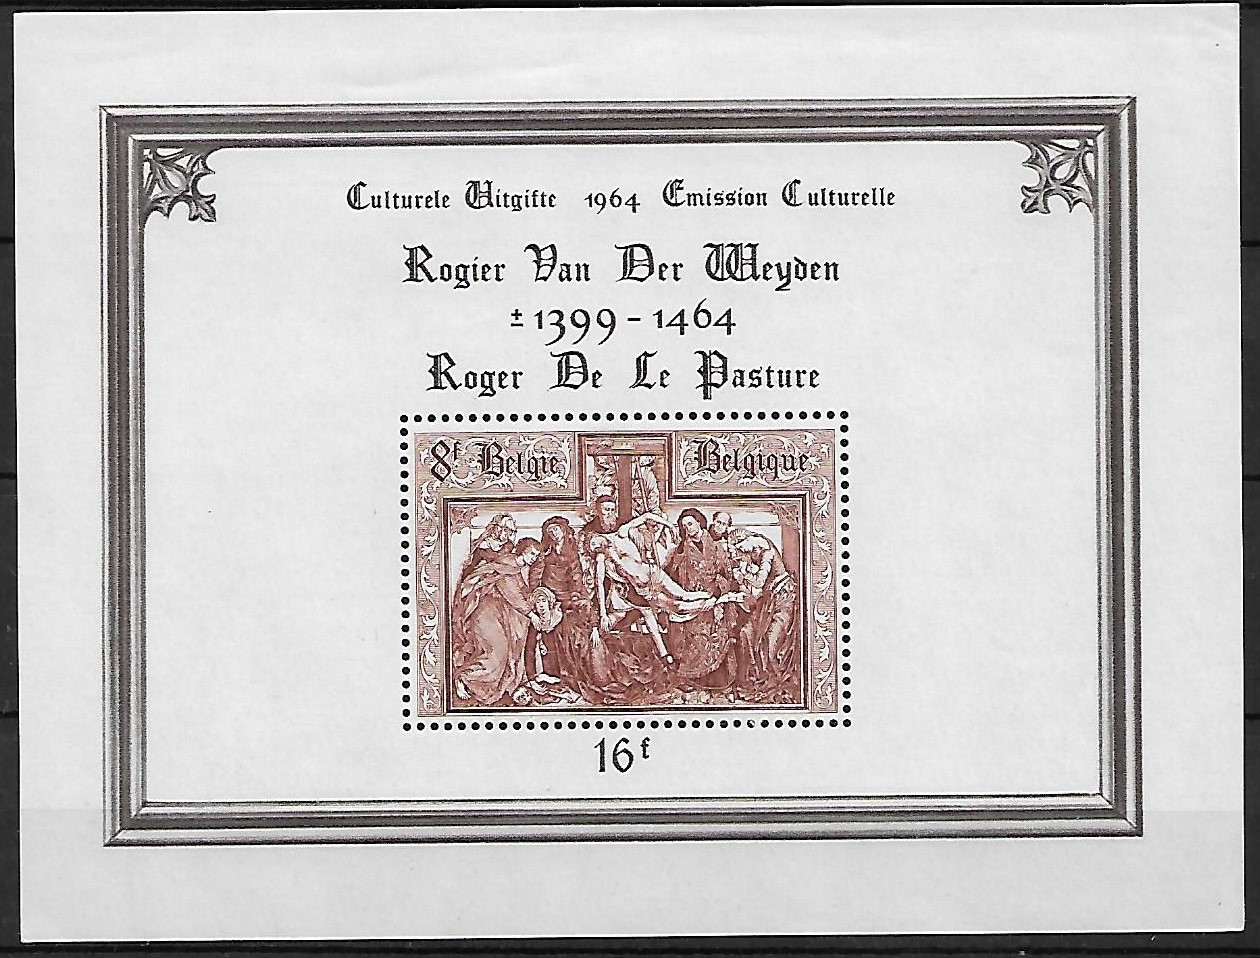 Culturele Uitgifte 1964 Emission Culturelle
Rogier Van Der Weyden
± 1399 - 1464
Roger De Le Pasture
8f België Belgique
16f